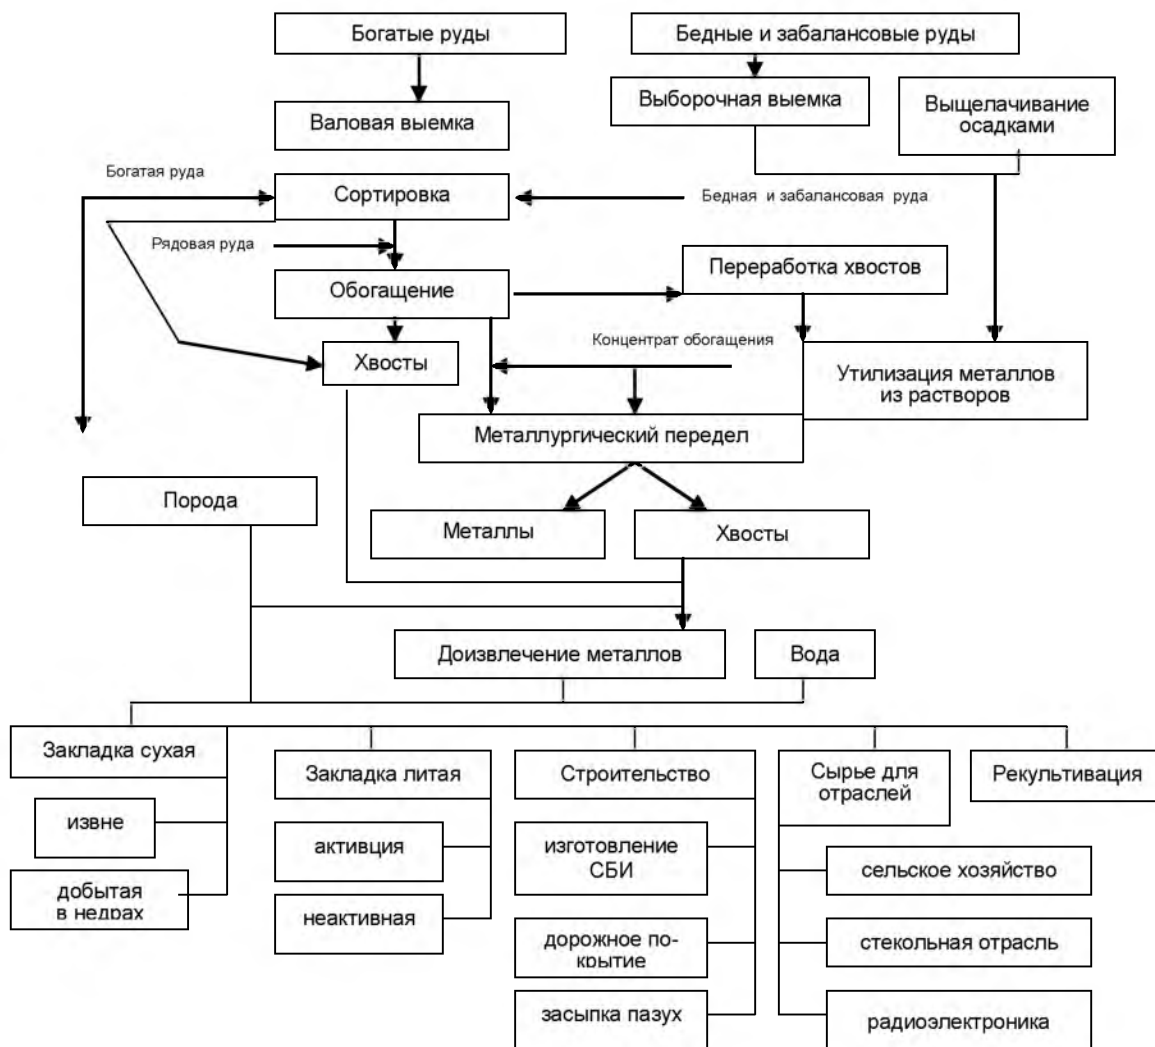 Богатые руды
Бедные и забалансовые руды
Валовая выемка
Выборочная выемка
Выщелачивание
осадками
Богатая руда
Сортировка
Бедная и забалансовая руда
Рядовая руда
Обогащение
Переработка хвостов
Концентрат обогащения
Хвосты
Утилизация металлов
из растворов
Металлургический передел
Порода
Металлы
Хвосты
Доизвлечение металлов
Вода
Закладка сухая
извне
добытая
в недрах
Закладка литая
активция
неактивная
Строительство
изготовление
СБИ
дорожное по-
крытие
засыпка пазух
Сырье для
отраслей
сельское хозяйство
стекольная отрасль
радиоэлектроника
Рекультивация